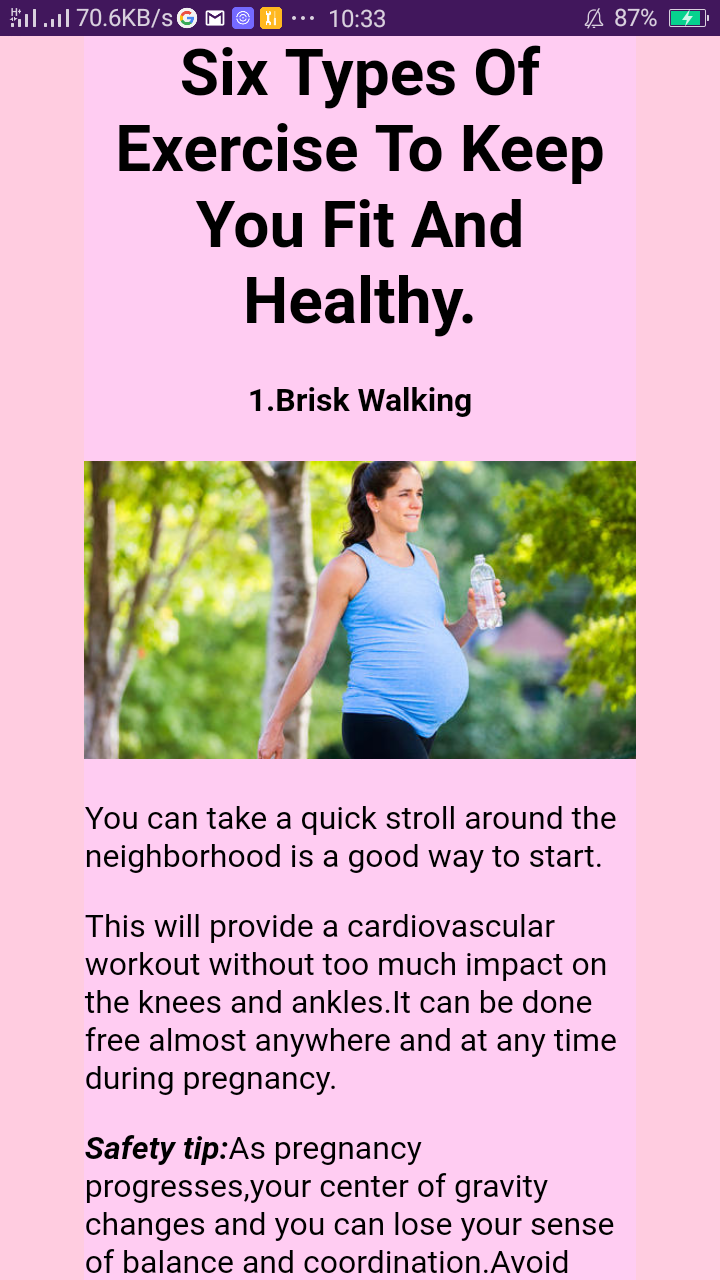 70.6KB/s 10:33 87%
Six Types Of
Exercise To Keep
You Fit And
Healthy.
1.Brisk Walking
You can take a quick stroll around the
neighborhood is a good way to start.
This will provide a cardiovascular
workout without too much impact on
the knees and ankles.It can be done
free almost anywhere and at any time
during pregnancy.
Safety tip:As pregnancy
progresses,your center of gravity
changes and you can lose your sense
of balance and coordination.Avoid